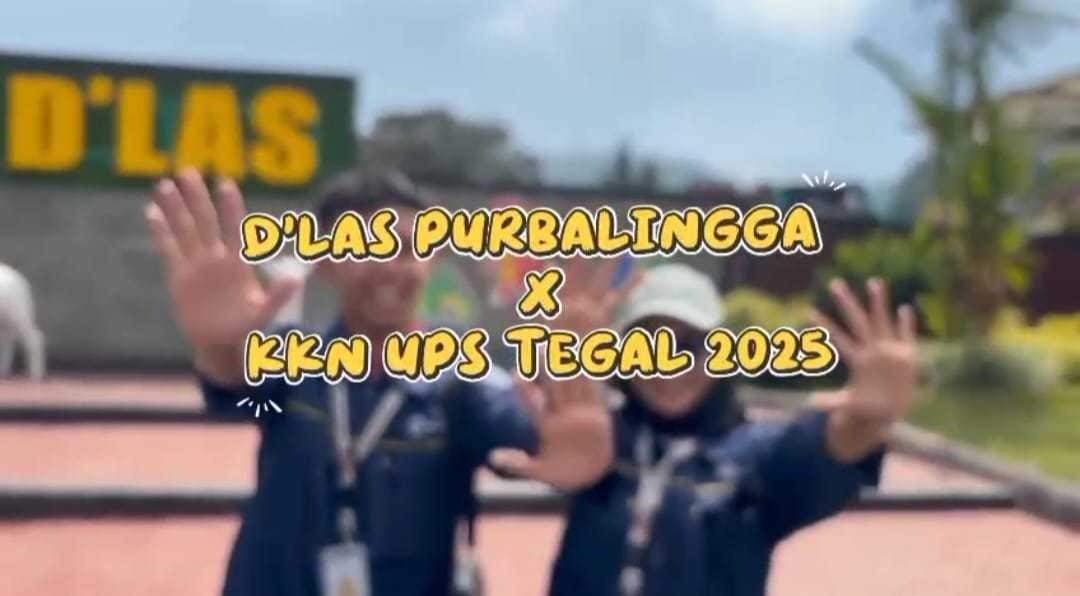 D'LAS
D'LAS PURBALINGGA
X
KKN UPS TEGAL 2025